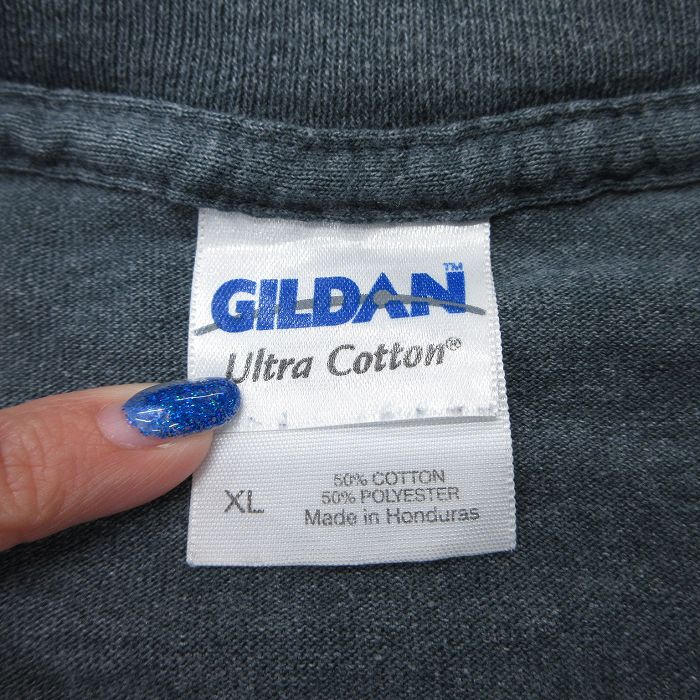 GILDAN™
Ultra Cotton®
XL
50% COTTON
50% POLYESTER
Made in Honduras